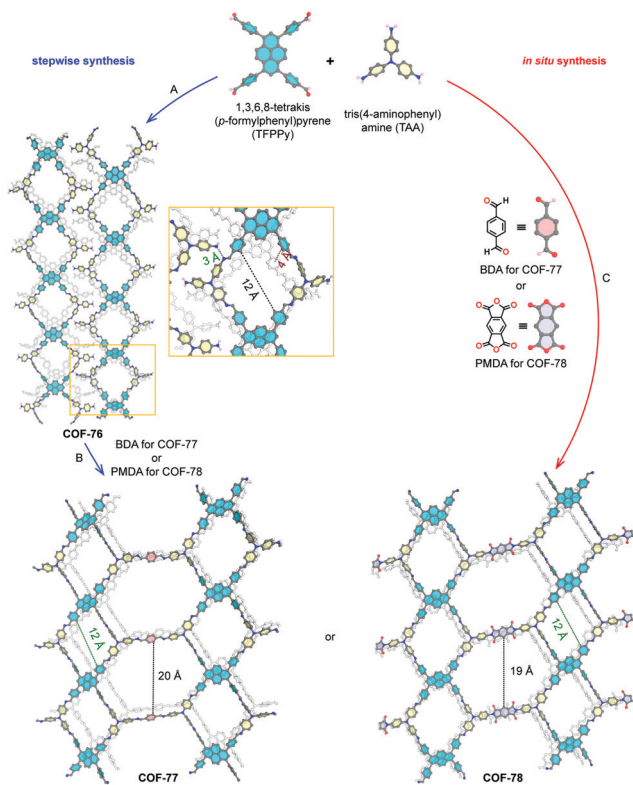 stepwise synthesis
A
+
in situ synthesis
1,3,6,8-tetrakis
(p-formylphenyl)pyrene
(TFPPy)
tris(4-aminophenyl)
amine (TAA)
3 Å
4 Å
12 Å
O
H
H
O
≡
BDA for COF-77
or
C
O O O
O O O
≡
PMDA for COF-78
COF-76
B
BDA for COF-77
or
PMDA for COF-78
12 Å
20 Å
or
12 Å
19 Å
COF-77
COF-78